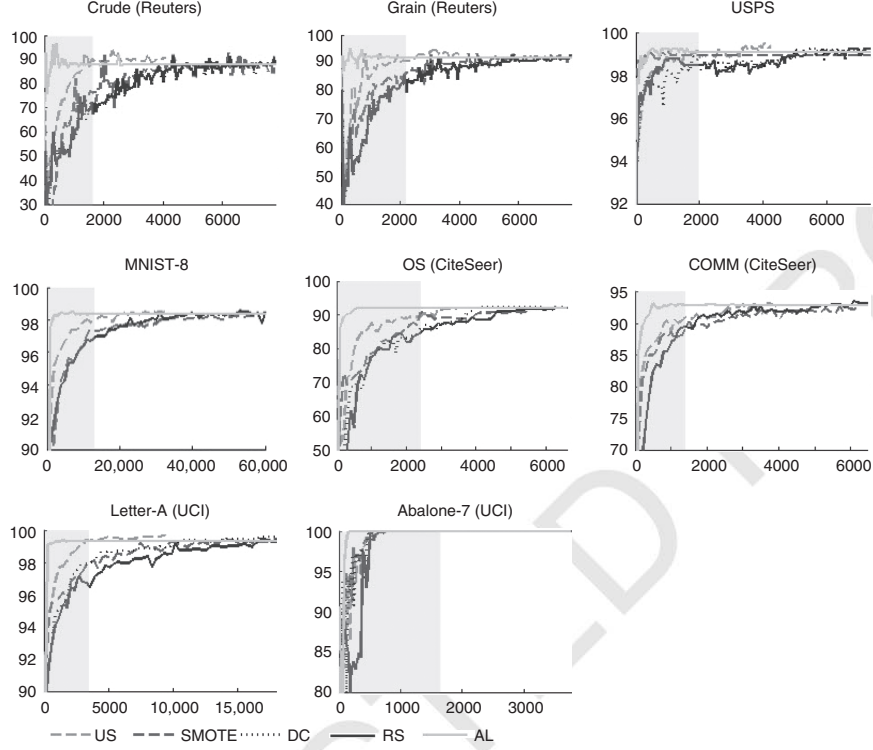 Crude (Reuters)
Grain (Reuters)
USPS
100
90
80
70
60
50
40
30
0 2000 4000 6000
100
90
80
70
60
50
40
0 2000 4000 6000
100
98
96
94
92
0 2000 4000 6000
MNIST-8
OS (CiteSeer)
COMM (CiteSeer)
100
98
96
94
92
90
0 20,000 40,000 60,000
100
90
80
70
60
50
0 2000 4000 6000
95
90
85
80
75
70
0 2000 4000 6000
Letter-A (UCI)
Abalone-7 (UCI)
100
98
96
94
92
90
0 5000 10,000 15,000
100
95
90
85
80
0 1000 2000 3000
US SMOTE DC RS AL